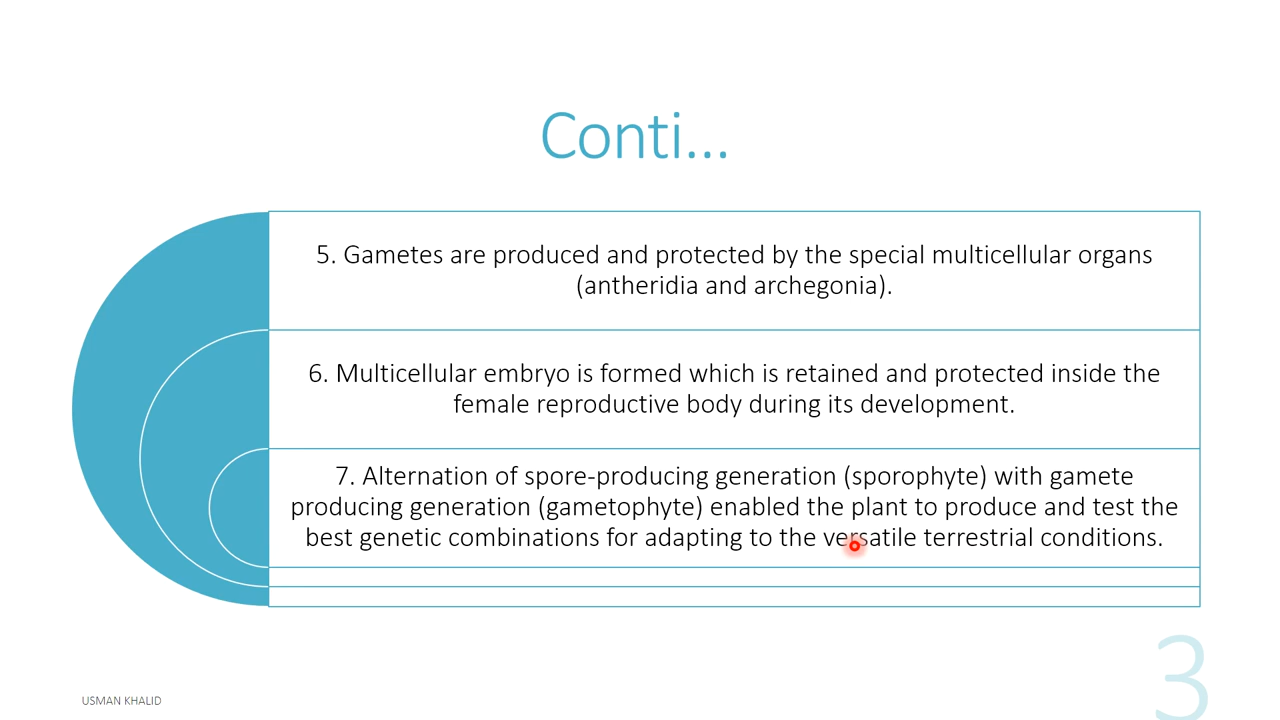 Conti...
5. Gametes are produced and protected by the special multicellular organs
(antheridia and archegonia).
6. Multicellular embryo is formed which is retained and protected inside the
female reproductive body during its development.
7. Alternation of spore-producing generation (sporophyte) with gamete
producing generation (gametophyte) enabled the plant to produce and test the
best genetic combinations for adapting to the versatile terrestrial conditions.
USMAN KHALID
3